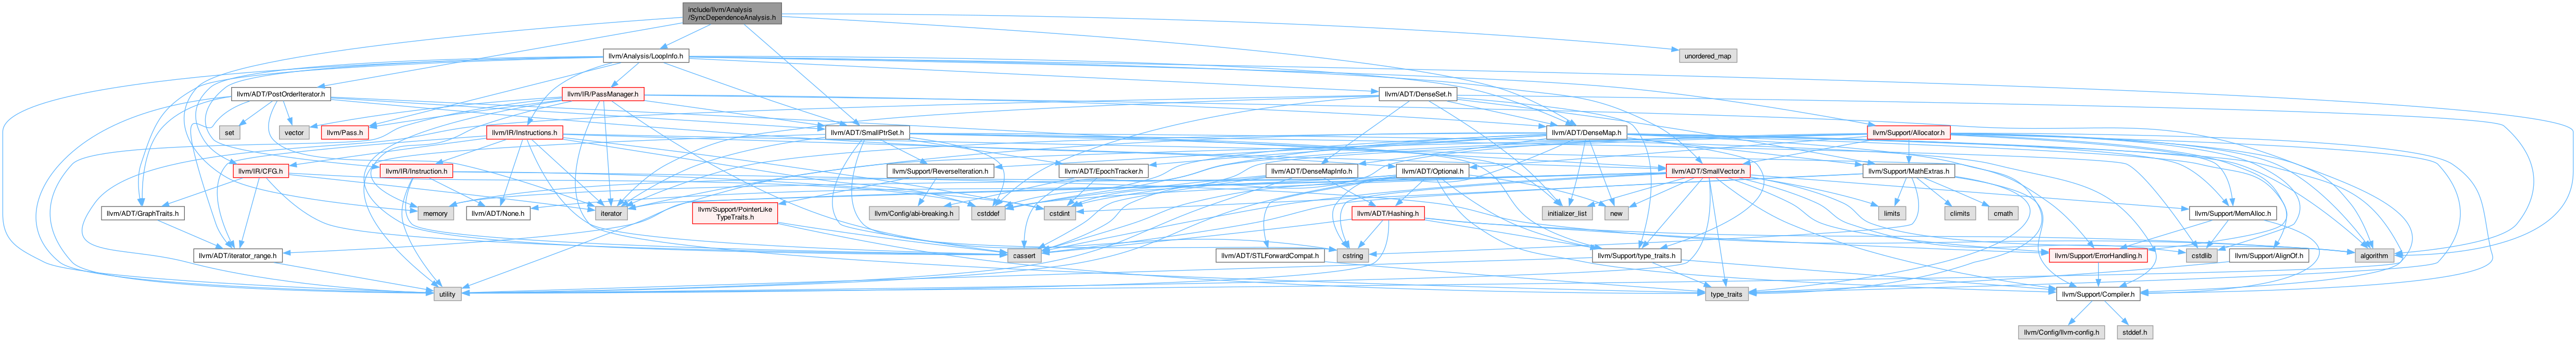 include/llvm/Analysis
/SyncDependenceAnalysis.h
llvm/Analysis/LoopInfo.h
unordered_map
llvm/ADT/PostOrderIterator.h
llvm/IR/PassManager.h
llvm/ADT/DenseSet.h
set
vector
llvm/Pass.h
llvm/IR/Instructions.h
llvm/ADT/SmallPtrSet.h
llvm/ADT/DenseMap.h
llvm/Support/Allocator.h
llvm/IR/CFG.h
llvm/IR/Instruction.h
llvm/Support/ReverseIteration.h
llvm/ADT/EpochTracker.h
llvm/ADT/DenseMapInfo.h
llvm/ADT/Optional.h
llvm/ADT/SmallVector.h
llvm/Support/MathExtras.h
llvm/ADT/GraphTraits.h
memory
llvm/ADT/None.h
iterator
llvm/Support/PointerLike
TypeTraits.h
llvm/Config/abi-breaking.h
cstddef
cstdint
llvm/ADT/Hashing.h
initializer_list
new
limits
climits
cmath
llvm/Support/MemAlloc.h
llvm/ADT/iterator_range.h
cassert
llvm/ADT/STLForwardCompat.h
cstring
llvm/Support/type_traits.h
llvm/Support/ErrorHandling.h
cstdlib
llvm/Support/AlignOf.h
algorithm
utility
type_traits
llvm/Support/Compiler.h
llvm/Config/llvm-config.h
stddef.h